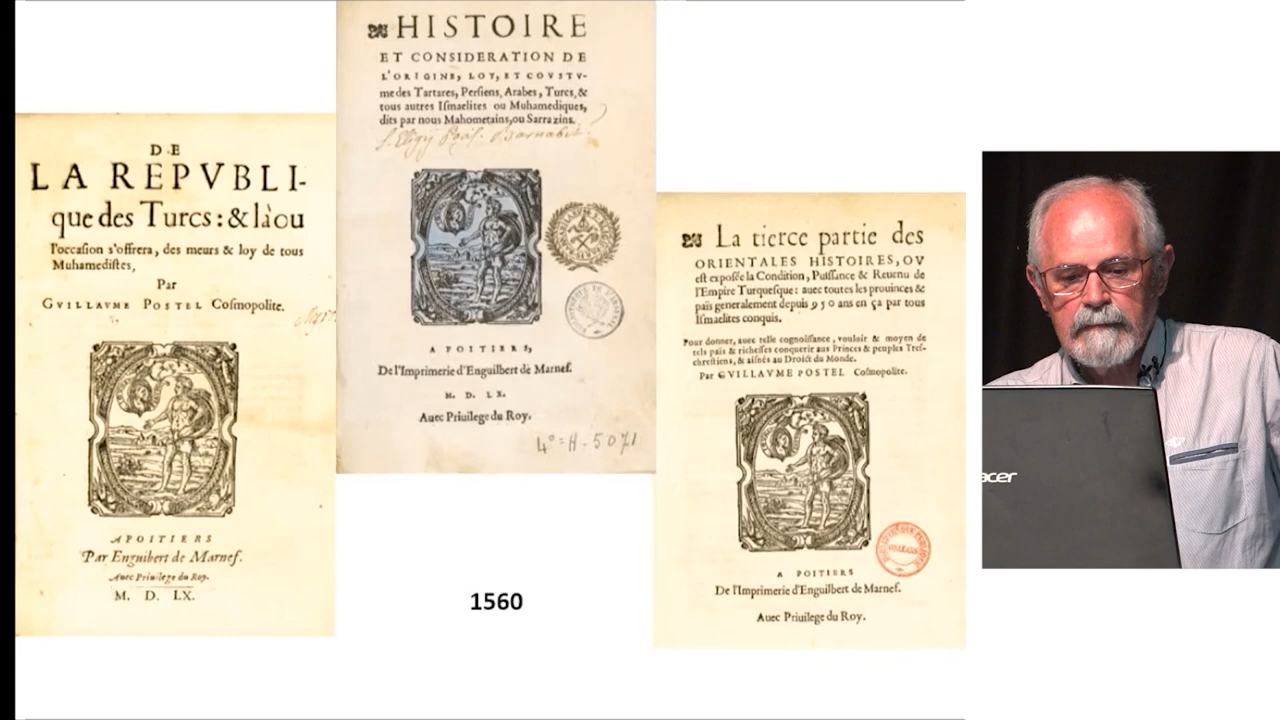 DE
LA REPVBLI-
que des Turcs: & là ou
l'occaſion s'offrera, des meurs & loy de tous
Muhamediſtes,
Par
GVILLAVME POSTEL Coſmopolite.
A POITIERS
Par Enguibert de Marnef.
Auec Priuilege du Roy.
M. D. LX.
HISTOIRE
ET CONSIDERATION DE
L'ORIGINE, LOY, ET COVSTV-
me des Tartares, Perſiens, Arabes, Turcs, &
tous autres Iſmaelites ou Muhamediques,
dits par nous Mahometains, ou Sarrazins.
A POITIERS,
De l'Imprimerie d'Enguilbert de Marnef.
M. D. LX.
Auec Priuilege du Roy.
4°-H-5071
1560
La tierce partie des
ORIENTALES HISTOIRES, OV
eſt expoſée la Condition, Puiſſance & Reuenu de
l'Empire Turqueſque: auec toutes les prouinces &
païs generalement depuis 950 ans en ça par tous
Iſmaelites conquis.
Pour donner, auec telle cognoiſſance, vouloir & moyen de
tels païs & richeſſes conquerir aux Princes & peuples Treſ-
chreſtiens, & aiſnés au Droict du Monde.
Par GVILLAVME POSTEL Coſmopolite.
A POITIERS
De l'Imprimerie d'Enguilbert de Marnef.
Auec Priuilege du Roy.
acer